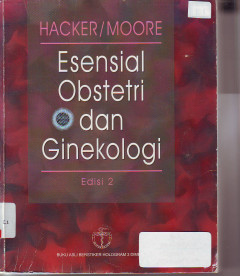 HACKER/MOORE
Esensial
Obstetri
dan
Ginekologi
Edisi 2